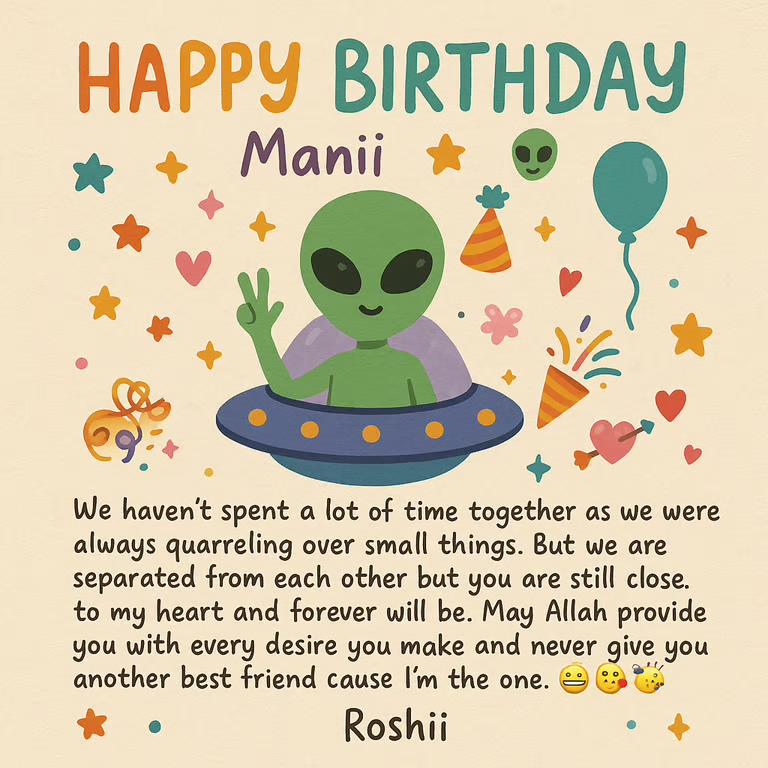 HAPPY BIRTHDAY
Manii
We haven't spent a lot of time together as we were
always quarreling over small things. But we are
separated from each other but you are still close.
to my heart and forever will be. May Allah provide
you with every desire you make and never give you
another best friend cause I'm the one. 😀😘🥳
Roshii